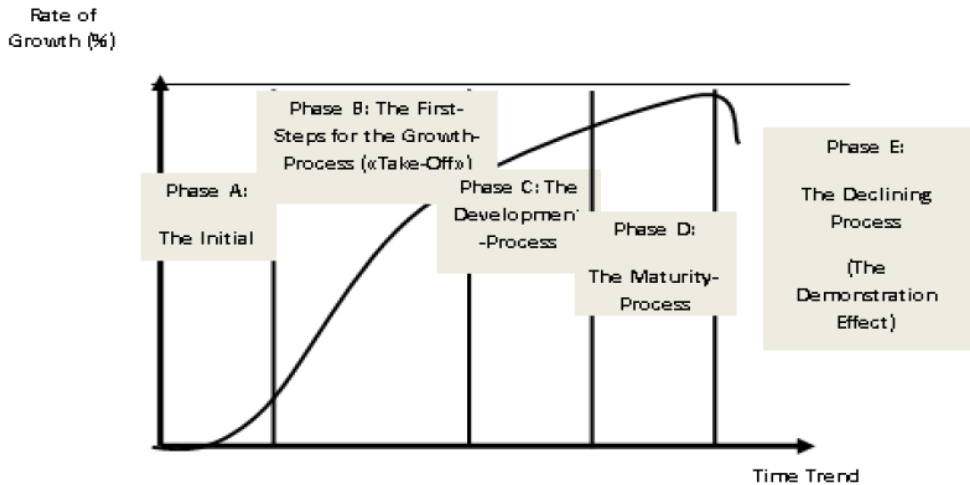 Rate of
Growth (%)
Phase B: The First-
Steps for the Growth-
Process («Take-Off»)
Phase A:
The Initial
Phase C: The
Development
-Process
Phase D:
The Maturity-
Process
Phase E:
The Declining
Process
(The
Demonstration
Effect)
Time Trend